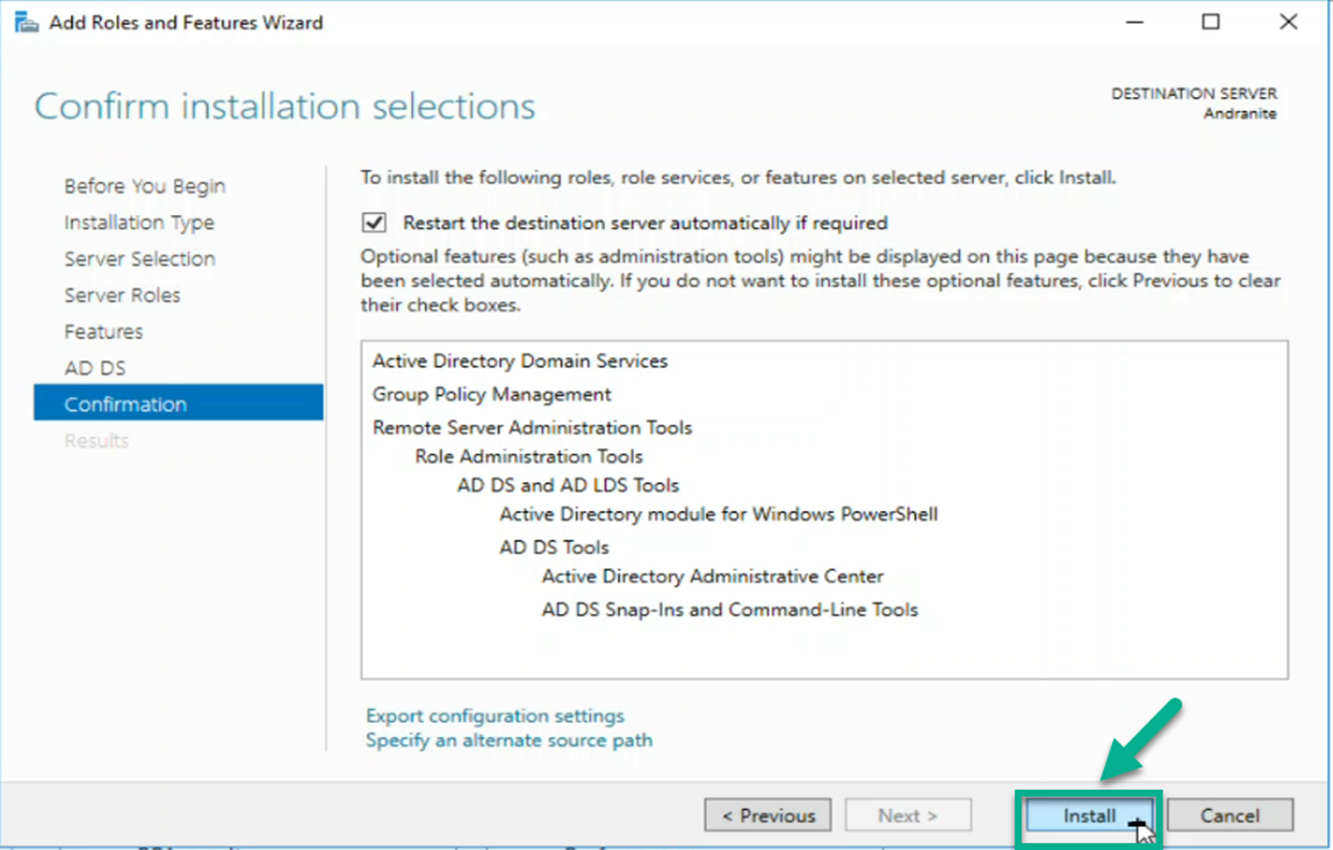 Add Roles and Features Wizard
Confirm installation selections
DESTINATION SERVER
Andranite
Before You Begin
Installation Type
Server Selection
Server Roles
Features
AD DS
Confirmation
Results
To install the following roles, role services, or features on selected server, click Install.
Restart the destination server automatically if required
Optional features (such as administration tools) might be displayed on this page because they have
been selected automatically. If you do not want to install these optional features, click Previous to clear
their check boxes.
Active Directory Domain Services
Group Policy Management
Remote Server Administration Tools
Role Administration Tools
AD DS and AD LDS Tools
Active Directory module for Windows PowerShell
AD DS Tools
Active Directory Administrative Center
AD DS Snap-Ins and Command-Line Tools
Export configuration settings
Specify an alternate source path
< Previous
Next >
Install
Cancel